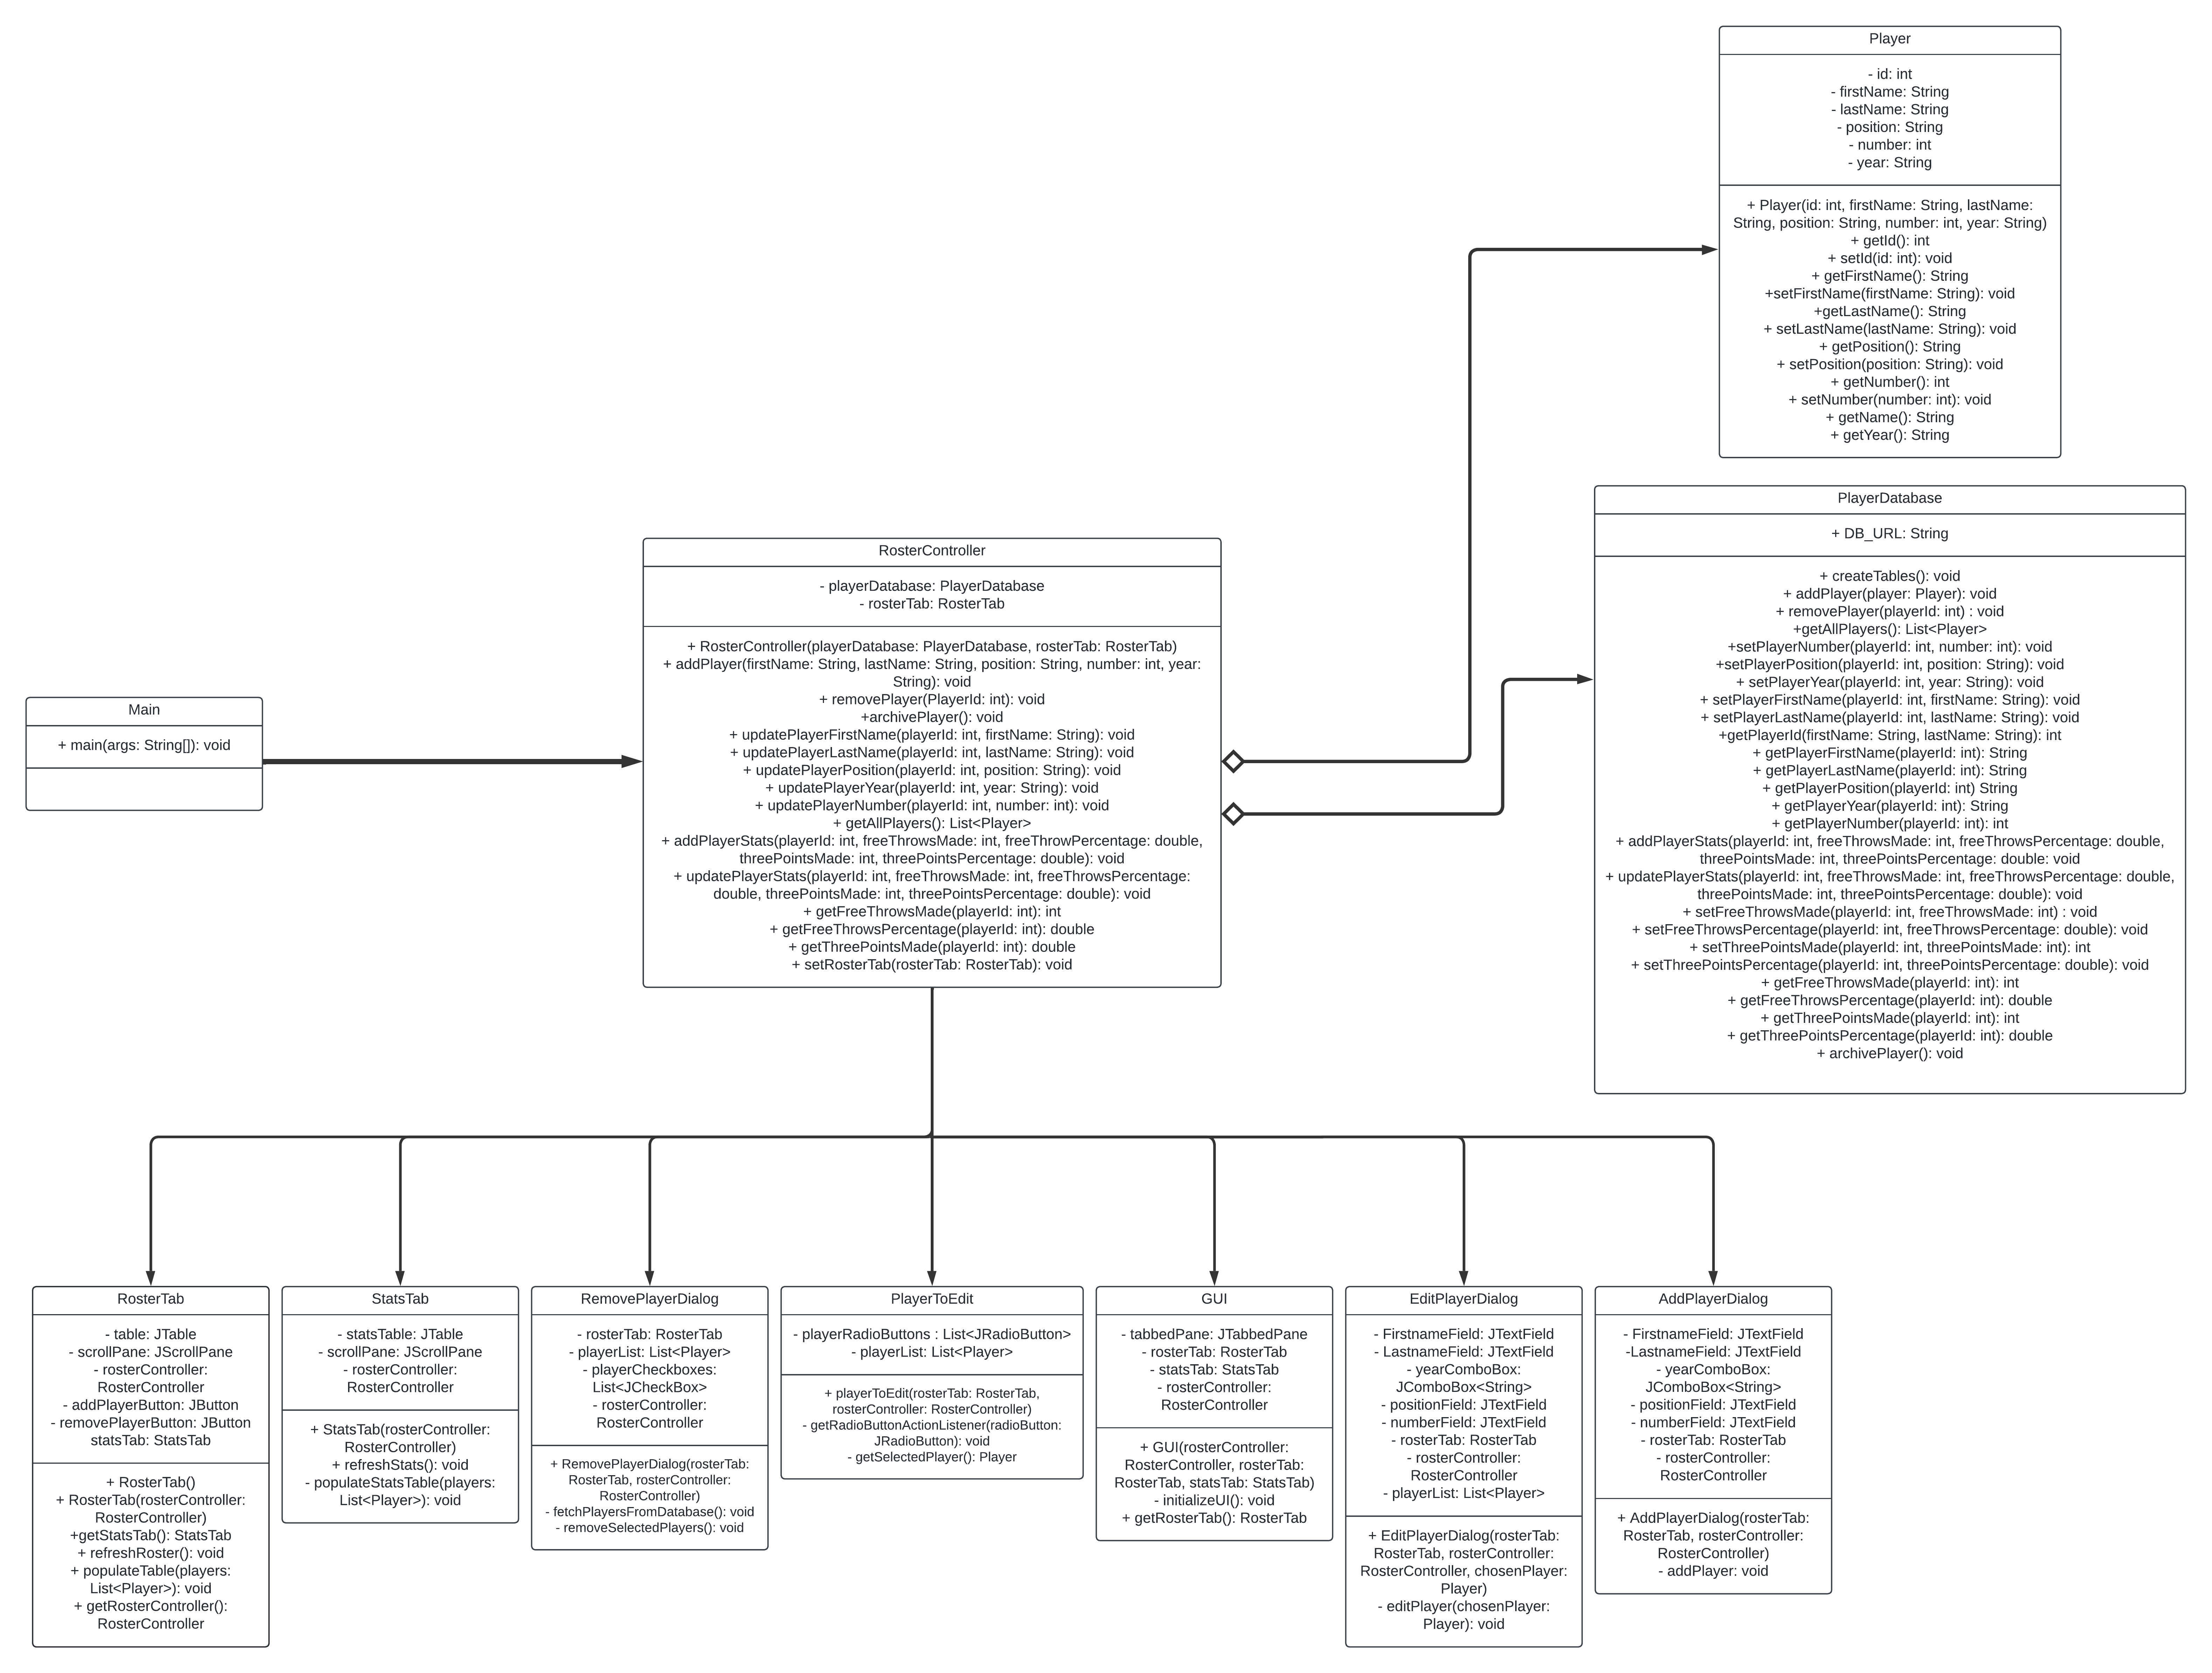 Player
- id: int
- firstName: String
- lastName: String
- position: String
- number: int
- year: String
+ Player(id: int, firstName: String, lastName:
String, position: String, number: int, year: String)
+ getId(): int
+ setId(id: int): void
+ getFirstName(): String
+setFirstName(firstName: String): void
+getLastName(): String
+ setLastName(lastName: String): void
+ getPosition(): String
+ setPosition(position: String): void
+ getNumber(): int
+ setNumber(number: int): void
+ getName(): String
+ getYear(): String
PlayerDatabase
+ DB_URL: String
+ createTables(): void
+ addPlayer(player: Player): void
+ removePlayer(playerId: int) : void
+getAllPlayers(): List<Player>
+setPlayerNumber(playerId: int, number: int): void
+setPlayerPosition(playerId: int, position: String): void
+ setPlayerYear(playerId: int, year: String): void
+ setPlayerFirstName(playerId: int, firstName: String): void
+ setPlayerLastName(playerId: int, lastName: String): void
+getPlayerId(firstName: String, lastName: String): int
+ getPlayerFirstName(playerId: int): String
+ getPlayerLastName(playerId: int): String
+ getPlayerPosition(playerId: int) String
+ getPlayerYear(playerId: int): String
+ getPlayerNumber(playerId: int): int
+ addPlayerStats(playerId: int, freeThrowsMade: int, freeThrowsPercentage: double,
threePointsMade: int, threePointsPercentage: double: void
+ updatePlayerStats(playerId: int, freeThrowsMade: int, freeThrowsPercentage: double,
threePointsMade: int, threePointsPercentage: double): void
+ setFreeThrowsMade(playerId: int, freeThrowsMade: int) : void
+ setFreeThrowsPercentage(playerId: int, freeThrowsPercentage: double): void
+ setThreePointsMade(playerId: int, threePointsMade: int): int
+ setThreePointsPercentage(playerId: int, threePointsPercentage: double): void
+ getFreeThrowsMade(playerId: int): int
+ getFreeThrowsPercentage(playerId: int): double
+ getThreePointsMade(playerId: int): int
+ getThreePointsPercentage(playerId: int): double
+ archivePlayer(): void
RosterController
- playerDatabase: PlayerDatabase
- rosterTab: RosterTab
+ RosterController(playerDatabase: PlayerDatabase, rosterTab: RosterTab)
+ addPlayer(firstName: String, lastName: String, position: String, number: int, year:
String): void
+ removePlayer(PlayerId: int): void
+archivePlayer(): void
+ updatePlayerFirstName(playerId: int, firstName: String): void
+ updatePlayerLastName(playerId: int, lastName: String): void
+ updatePlayerPosition(playerId: int, position: String): void
+ updatePlayerYear(playerId: int, year: String): void
+ updatePlayerNumber(playerId: int, number: int): void
+ getAllPlayers(): List<Player>
+ addPlayerStats(playerId: int, freeThrowsMade: int, freeThrowPercentage: double,
threePointsMade: int, threePointsPercentage: double): void
+ updatePlayerStats(playerId: int, freeThrowsMade: int, freeThrowsPercentage:
double, threePointsMade: int, threePointsPercentage: double): void
+ getFreeThrowsMade(playerId: int): int
+ getFreeThrowsPercentage(playerId: int): double
+ getThreePointsMade(playerId: int): double
+ setRosterTab(rosterTab: RosterTab): void
Main
+ main(args: String[]): void
RosterTab
- table: JTable
- scrollPane: JScrollPane
- rosterController:
RosterController
- addPlayerButton: JButton
- removePlayerButton: JButton
statsTab: StatsTab
+ RosterTab()
+ RosterTab(rosterController:
RosterController)
+getStatsTab(): StatsTab
+ refreshRoster(): void
+ populateTable(players:
List<Player>): void
+ getRosterController():
RosterController
StatsTab
- statsTable: JTable
- scrollPane: JScrollPane
- rosterController:
RosterController
+ StatsTab(rosterController:
RosterController)
+ refreshStats(): void
- populateStatsTable(players:
List<Player>): void
RemovePlayerDialog
- rosterTab: RosterTab
- playerList: List<Player>
- playerCheckboxes:
List<JCheckBox>
- rosterController:
RosterController
+ RemovePlayerDialog(rosterTab:
RosterTab, rosterController:
RosterController)
- fetchPlayersFromDatabase(): void
- removeSelectedPlayers(): void
PlayerToEdit
- playerRadioButtons : List<JRadioButton>
- playerList: List<Player>
+ playerToEdit(rosterTab: RosterTab,
rosterController: RosterController)
- getRadioButtonActionListener(radioButton:
JRadioButton): void
- getSelectedPlayer(): Player
GUI
- tabbedPane: JTabbedPane
- rosterTab: RosterTab
- statsTab: StatsTab
- rosterController:
RosterController
+ GUI(rosterController:
RosterController, rosterTab:
RosterTab, statsTab: StatsTab)
- initializeUI(): void
+ getRosterTab(): RosterTab
EditPlayerDialog
- FirstnameField: JTextField
- LastnameField: JTextField
- yearComboBox:
JComboBox<String>
- positionField: JTextField
- numberField: JTextField
- rosterTab: RosterTab
- rosterController:
RosterController
- playerList: List<Player>
+ EditPlayerDialog(rosterTab:
RosterTab, rosterController:
RosterController, chosenPlayer:
Player)
- editPlayer(chosenPlayer:
Player): void
AddPlayerDialog
- FirstnameField: JTextField
-LastnameField: JTextField
- yearComboBox:
JComboBox<String>
- positionField: JTextField
- numberField: JTextField
- rosterTab: RosterTab
- rosterController:
RosterController
+ AddPlayerDialog(rosterTab:
RosterTab, rosterController:
RosterController)
- addPlayer: void